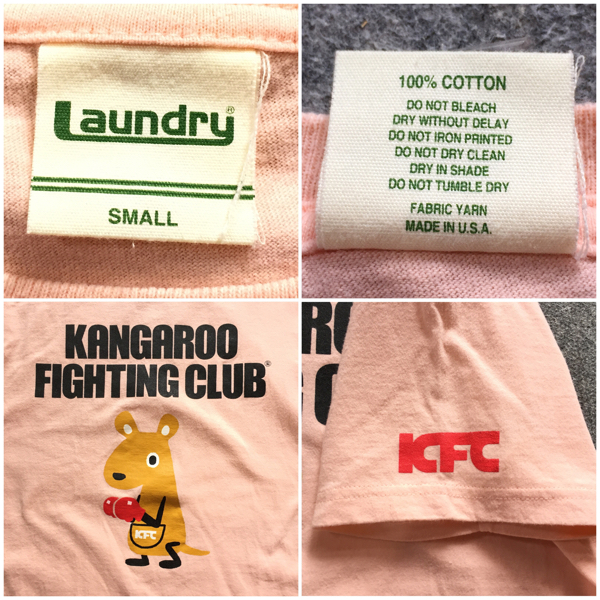 Laundry®
SMALL
100% COTTON
DO NOT BLEACH
DRY WITHOUT DELAY
DO NOT IRON PRINTED
DO NOT DRY CLEAN
DRY IN SHADE
DO NOT TUMBLE DRY
FABRIC YARN
MADE IN U.S.A.
KANGAROO
FIGHTING CLUB®
KFC
KFC